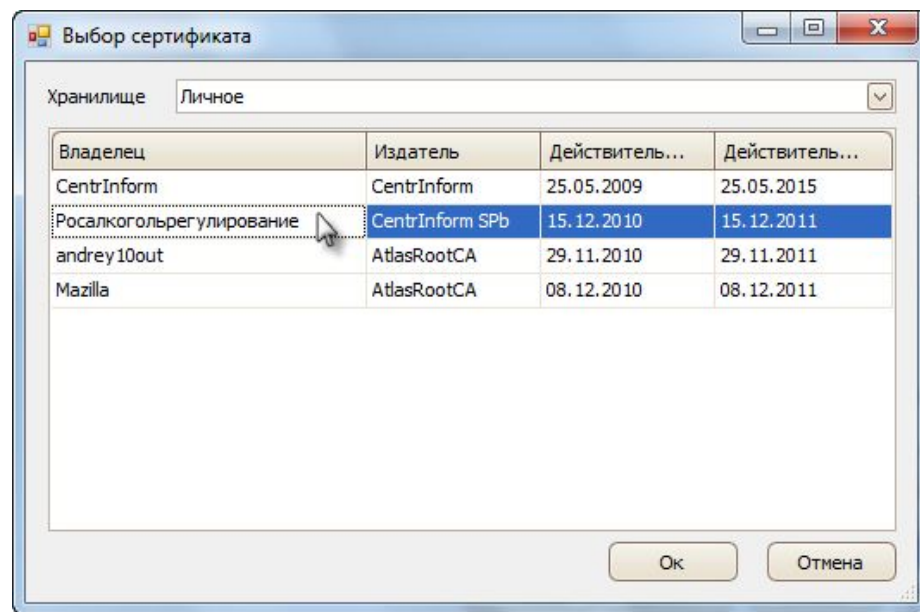 Выбор сертификата
Хранилище Личное
Владелец Издатель Действитель... Действитель...
CentrInform CentrInform 25.05.2009 25.05.2015
Росалкогольрегулирование CentrInform SPb 15.12.2010 15.12.2011
andrey10out AtlasRootCA 29.11.2010 29.11.2011
Mazilla AtlasRootCA 08.12.2010 08.12.2011
Ок Отмена